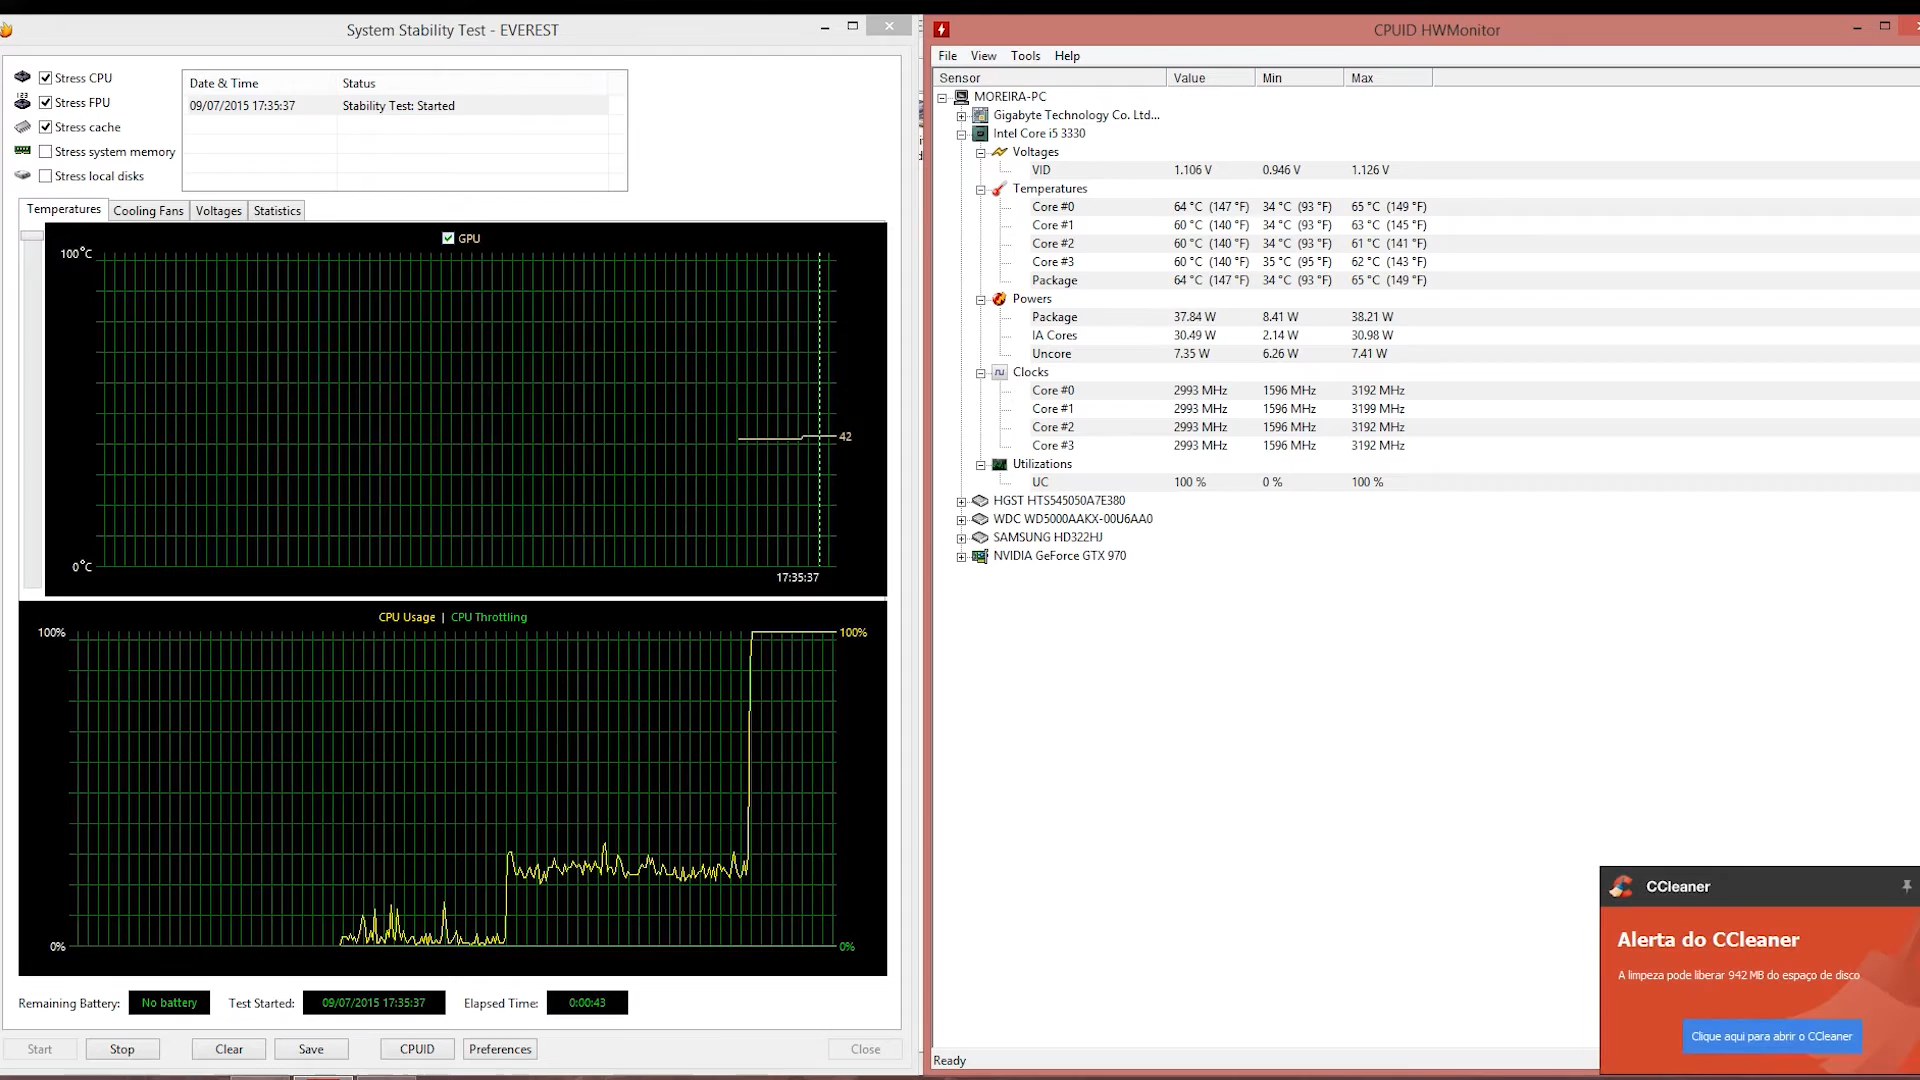 System Stability Test - EVEREST
Stress CPU
Stress FPU
Stress cache
Stress system memory
Stress local disks
Date & Time Status
09/07/2015 17:35:37 Stability Test: Started
Temperatures Cooling Fans Voltages Statistics
GPU
100°C
42
0°C
17:35:37
CPU Usage | CPU Throttling
100% 100%
0% 0%
Remaining Battery: No battery Test Started: 09/07/2015 17:35:37 Elapsed Time: 0:00:43
Start Stop Clear Save CPUID Preferences Close
CPUID HWMonitor
File View Tools Help
Sensor Value Min Max
MOREIRA-PC
Gigabyte Technology Co. Ltd...
Intel Core i5 3330
Voltages
VID 1.106 V 0.946 V 1.126 V
Temperatures
Core #0 64 °C (147 °F) 34 °C (93 °F) 65 °C (149 °F)
Core #1 60 °C (140 °F) 34 °C (93 °F) 63 °C (145 °F)
Core #2 60 °C (140 °F) 34 °C (93 °F) 61 °C (141 °F)
Core #3 60 °C (140 °F) 35 °C (95 °F) 62 °C (143 °F)
Package 64 °C (147 °F) 34 °C (93 °F) 65 °C (149 °F)
Powers
Package 37.84 W 8.41 W 38.21 W
IA Cores 30.49 W 2.14 W 30.98 W
Uncore 7.35 W 6.26 W 7.41 W
Clocks
Core #0 2993 MHz 1596 MHz 3192 MHz
Core #1 2993 MHz 1596 MHz 3199 MHz
Core #2 2993 MHz 1596 MHz 3192 MHz
Core #3 2993 MHz 1596 MHz 3192 MHz
Utilizations
UC 100 % 0 % 100 %
HGST HTS545050A7E380
WDC WD5000AAKX-00U6AA0
SAMSUNG HD322HJ
NVIDIA GeForce GTX 970
Ready
CCleaner
Alerta do CCleaner
A limpeza pode liberar 942 MB do espaço de disco
Clique aqui para abrir o CCleaner